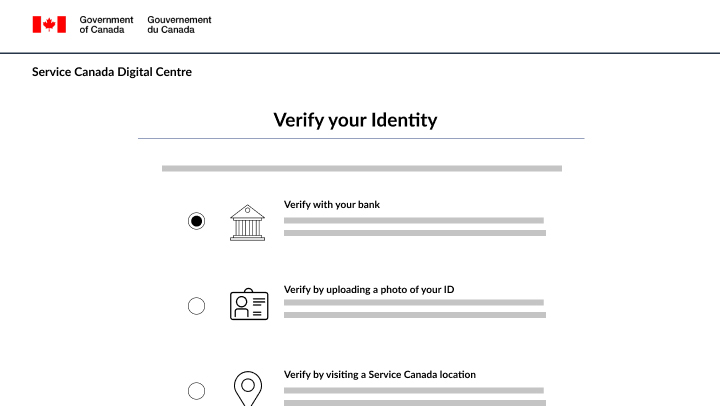 Government Gouvernement
of Canada du Canada
Service Canada Digital Centre
Verify your Identity
Verify with your bank
Verify by uploading a photo of your ID
Verify by visiting a Service Canada location